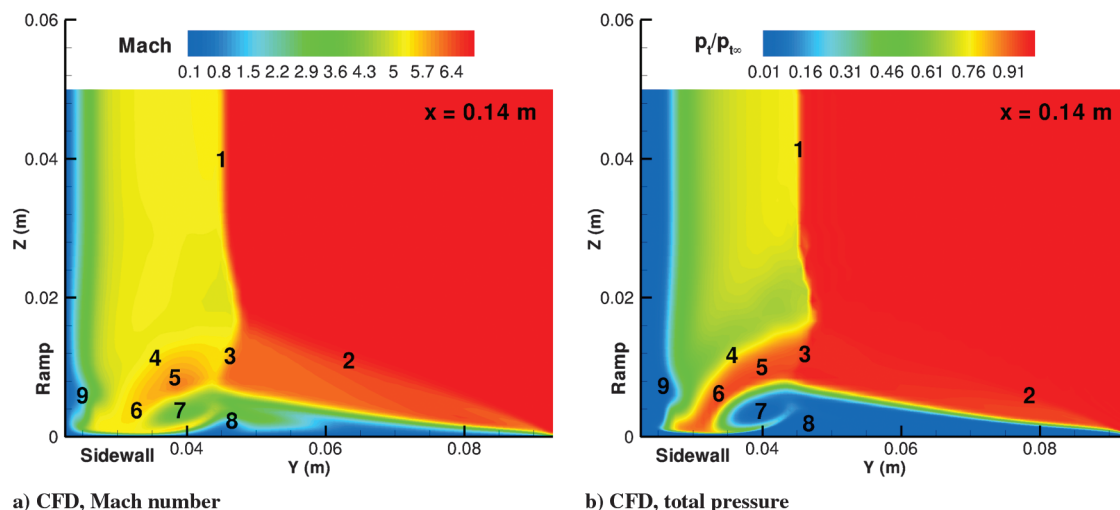 0.06
Mach
0.1 0.8 1.5 2.2 2.9 3.6 4.3 5 5.7 6.4
x = 0.14 m
1
0.04
Z (m)
0.02
4
3
2
5
9
6
7
8
Ramp
0
Sidewall
0.04
0.06
0.08
Y (m)
a) CFD, Mach number
0.06
pt/pt∞
0.01 0.16 0.31 0.46 0.61 0.76 0.91
x = 0.14 m
1
0.04
Z (m)
0.02
4
3
5
9
6
2
7
8
Ramp
0
Sidewall
0.04
0.06
0.08
Y (m)
b) CFD, total pressure